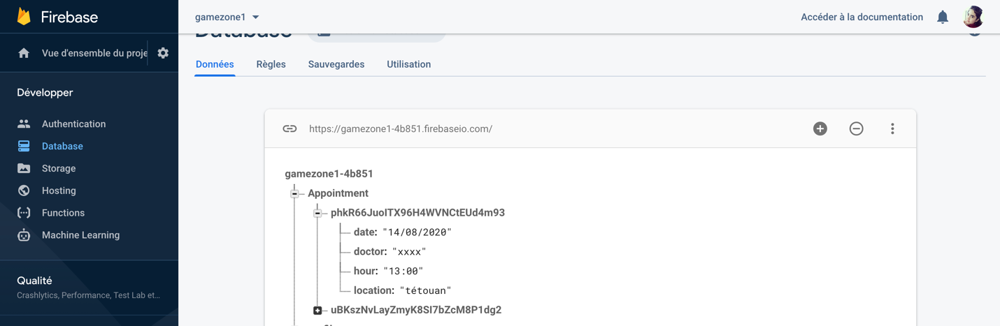 Firebase
gamezone1
Accéder à la documentation
Database
Vue d'ensemble du proje
Données
Règles
Sauvegardes
Utilisation
Développer
Authentication
Database
Storage
Hosting
Functions
Machine Learning
Qualité
Crashlytics, Performance, Test Lab et...
https://gamezone1-4b851.firebaseio.com/
gamezone1-4b851
Appointment
phkR66JuoITX96H4WVNCtEUd4m93
date: "14/08/2020"
doctor: "xxxx"
hour: "13:00"
location: "tétouan"
uBKszNvLayZmyK8Sl7bZcM8P1dg2